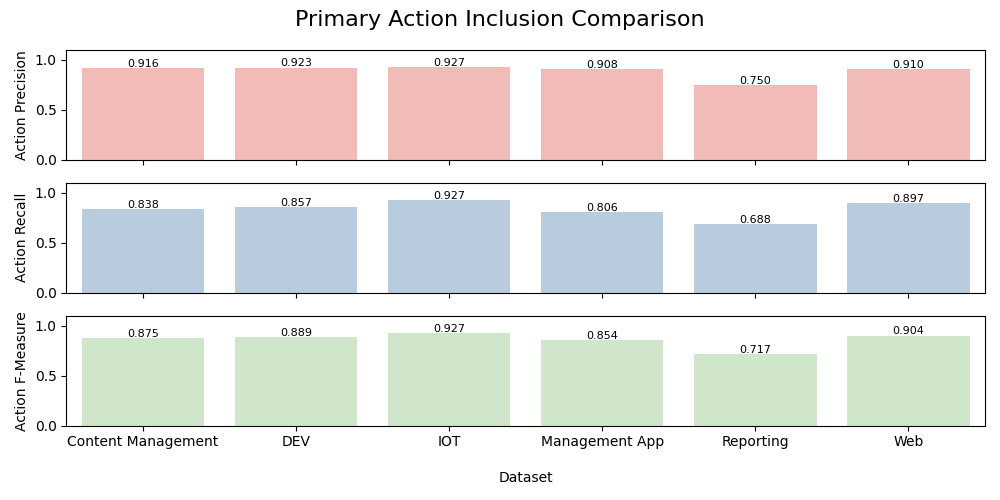 Primary Action Inclusion Comparison
Action Precision
1.0
0.5
0.0
0.916 0.923 0.927 0.908 0.750 0.910
Action Recall
1.0
0.5
0.0
0.838 0.857 0.927 0.806 0.688 0.897
Action F-Measure
1.0
0.5
0.0
0.875 0.889 0.927 0.854 0.717 0.904
Content Management DEV IOT Management App Reporting Web
Dataset